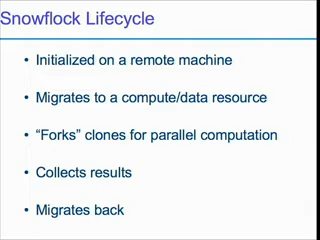 Snowflock Lifecycle
• Initialized on a remote machine
• Migrates to a compute/data resource
• “Forks” clones for parallel computation
• Collects results
• Migrates back